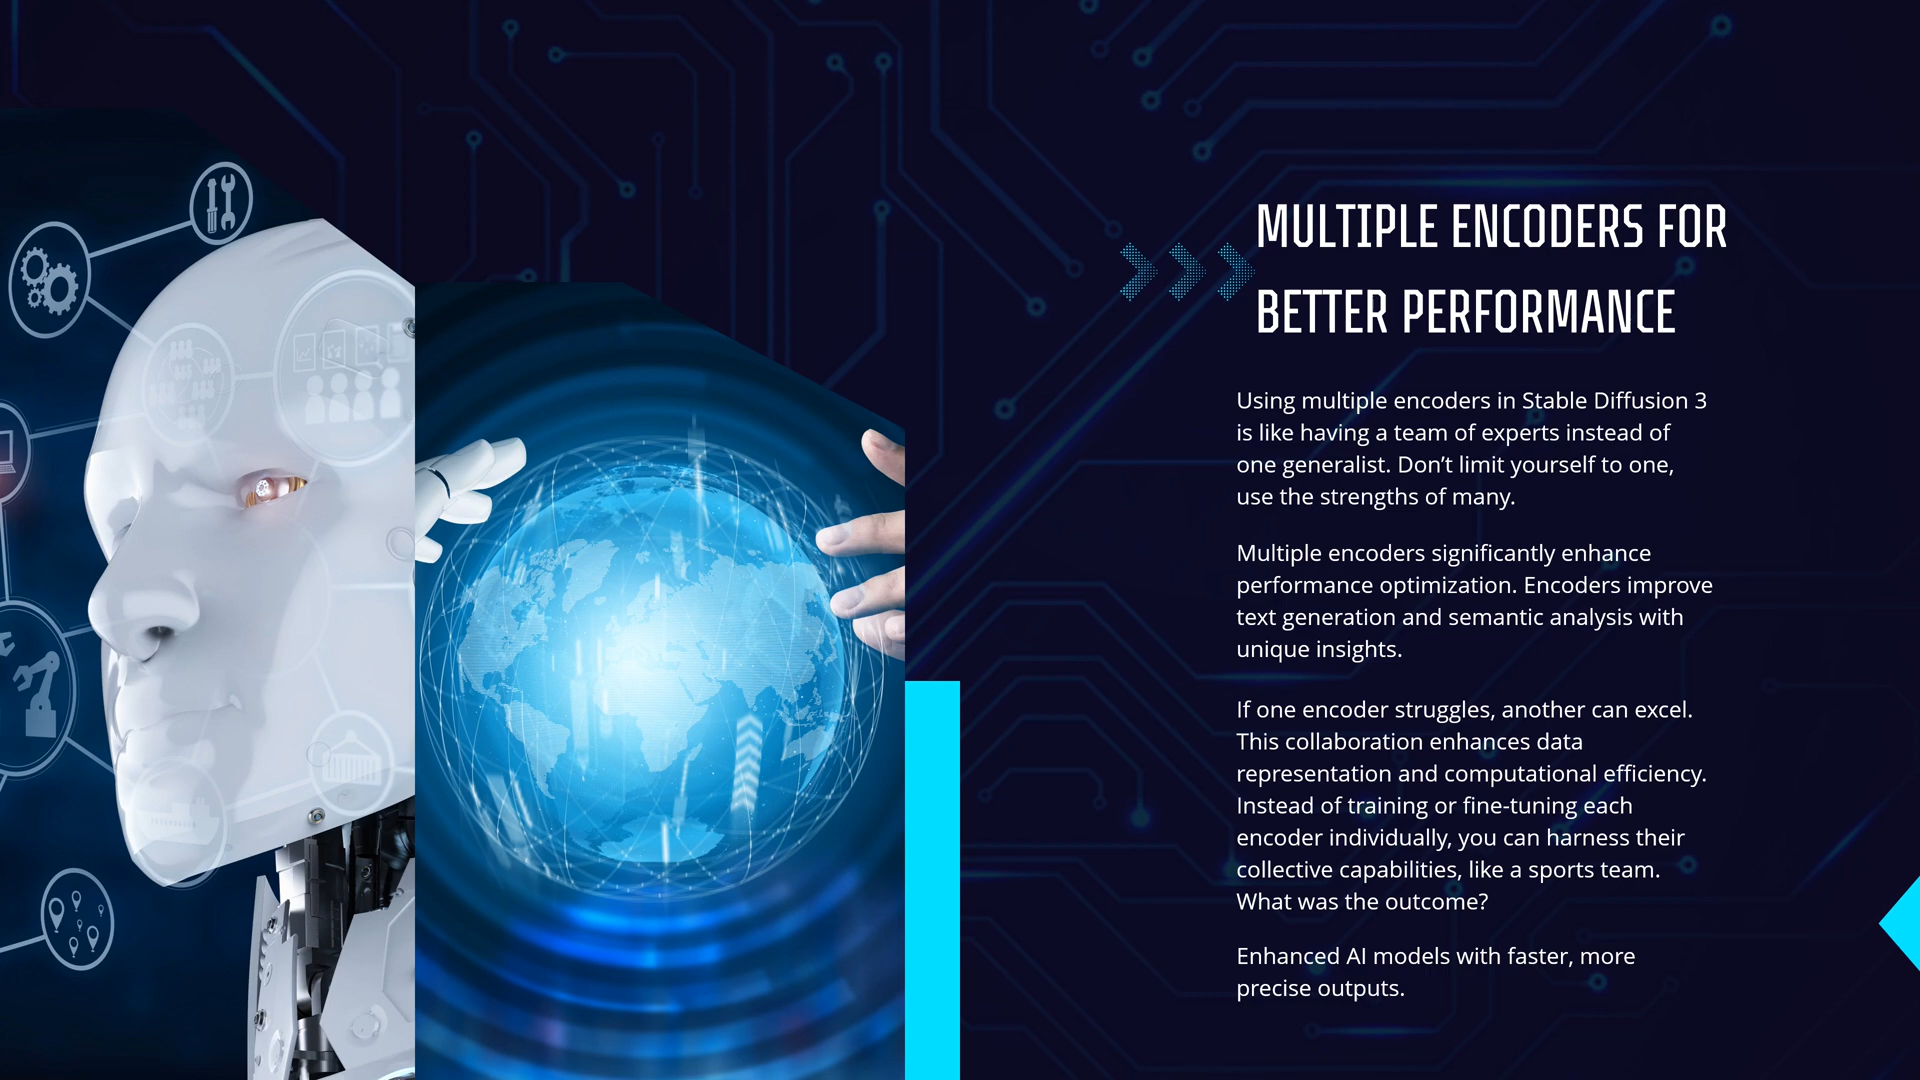 MULTIPLE ENCODERS FOR
BETTER PERFORMANCE
Using multiple encoders in Stable Diffusion 3
is like having a team of experts instead of
one generalist. Don’t limit yourself to one,
use the strengths of many.
Multiple encoders significantly enhance
performance optimization. Encoders improve
text generation and semantic analysis with
unique insights.
If one encoder struggles, another can excel.
This collaboration enhances data
representation and computational efficiency.
Instead of training or fine-tuning each
encoder individually, you can harness their
collective capabilities, like a sports team.
What was the outcome?
Enhanced AI models with faster, more
precise outputs.